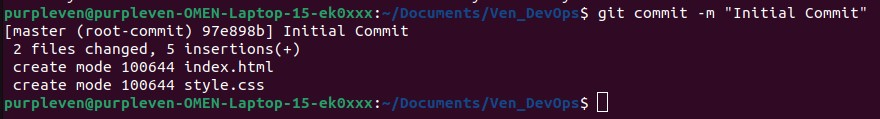 purpleven@purpleven-OMEN-Laptop-15-ek0xxx:~/Documents/Ven_DevOps$ git commit -m "Initial Commit"
[master (root-commit) 97e898b] Initial Commit
 2 files changed, 5 insertions(+)
 create mode 100644 index.html
 create mode 100644 style.css
purpleven@purpleven-OMEN-Laptop-15-ek0xxx:~/Documents/Ven_DevOps$